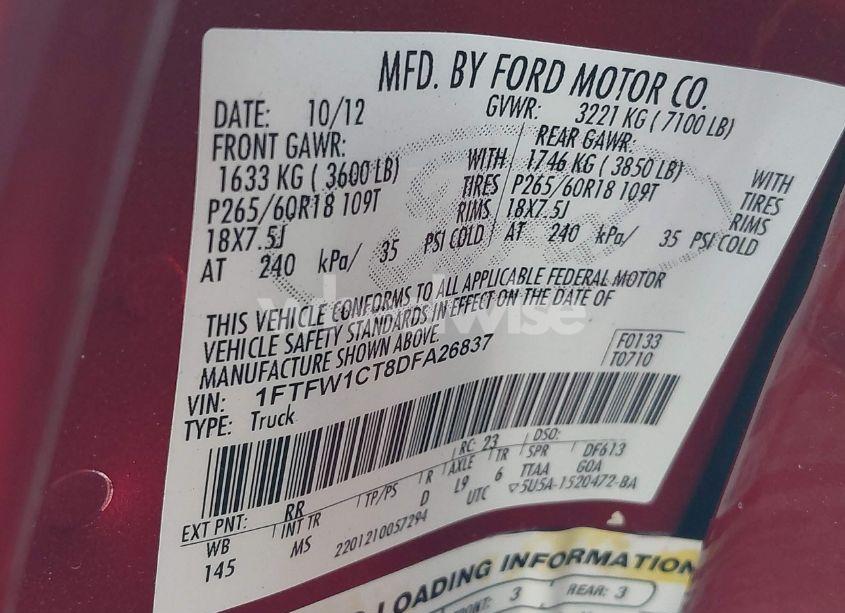 MFD. BY FORD MOTOR CO.
DATE: 10/12 GVWR: 3221 KG ( 7100 LB)
FRONT GAWR: REAR GAWR:
1633 KG ( 3600 LB) WITH 1746 KG ( 3850 LB) WITH
P265/60R18 109T TIRES P265/60R18 109T TIRES
18X7.5J RIMS 18X7.5J RIMS
AT 240 kPa/ 35 PSI COLD AT 240 kPa/ 35 PSI COLD
THIS VEHICLE CONFORMS TO ALL APPLICABLE FEDERAL MOTOR
VEHICLE SAFETY STANDARDS IN EFFECT ON THE DATE OF
MANUFACTURE SHOWN ABOVE.
VIN: 1FTFW1CT8DFA26837
TYPE: Truck
F0133
T0710
EXT PNT: RR RC: 23 DSO:
WB INT TR TP/PS R AXLE TR SPR DF613
145 MS D L9 6 TTAA GOA
2201210057294 UTC ▽5U5A-1520472-BA
LOADING INFORMATION
FRONT: 3 REAR: 3